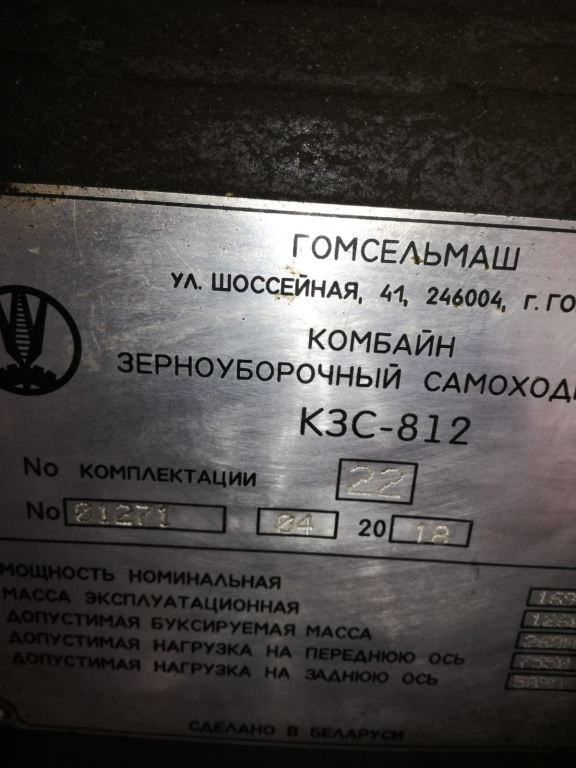 ГОМСЕЛЬМАШ
УЛ. ШОССЕЙНАЯ, 41, 246004, Г. ГО
КОМБАЙН
ЗЕРНОУБОРОЧНЫЙ САМОХОД
КЗС-812
No КОМПЛЕКТАЦИИ 22
No 01271 04 20 18
МОЩНОСТЬ НОМИНАЛЬНАЯ
МАССА ЭКСПЛУАТАЦИОННАЯ
ДОПУСТИМАЯ БУКСИРУЕМАЯ МАССА
ДОПУСТИМАЯ НАГРУЗКА НА ПЕРЕДНЮЮ ОСЬ
ДОПУСТИМАЯ НАГРУЗКА НА ЗАДНЮЮ ОСЬ
СДЕЛАНО В БЕЛАРУСИ